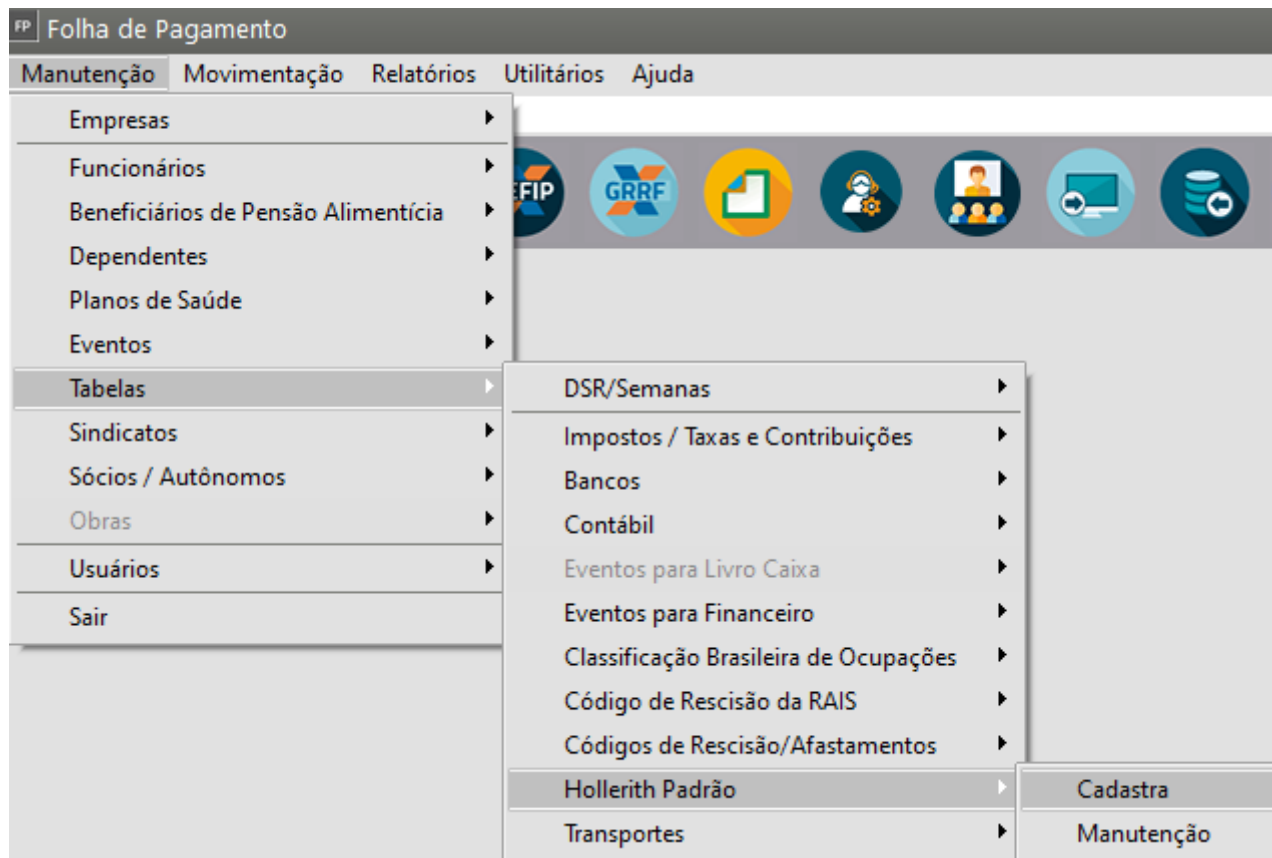 FP Folha de Pagamento
Manutenção Movimentação Relatórios Utilitários Ajuda
Empresas
Funcionários
Beneficiários de Pensão Alimentícia
Dependentes
Planos de Saúde
Eventos
Tabelas
Sindicatos
Sócios / Autônomos
Obras
Usuários
Sair
EFIP
GRRF
DSR/Semanas
Impostos / Taxas e Contribuições
Bancos
Contábil
Eventos para Livro Caixa
Eventos para Financeiro
Classificação Brasileira de Ocupações
Código de Rescisão da RAIS
Códigos de Rescisão/Afastamentos
Hollerith Padrão
Transportes
Cadastra
Manutenção